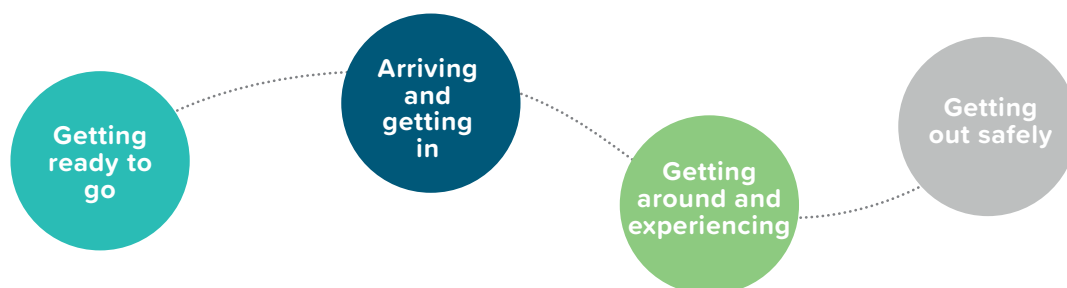 Getting
ready to
go
Arriving
and
getting
in
Getting
around and
experiencing
Getting
out safely